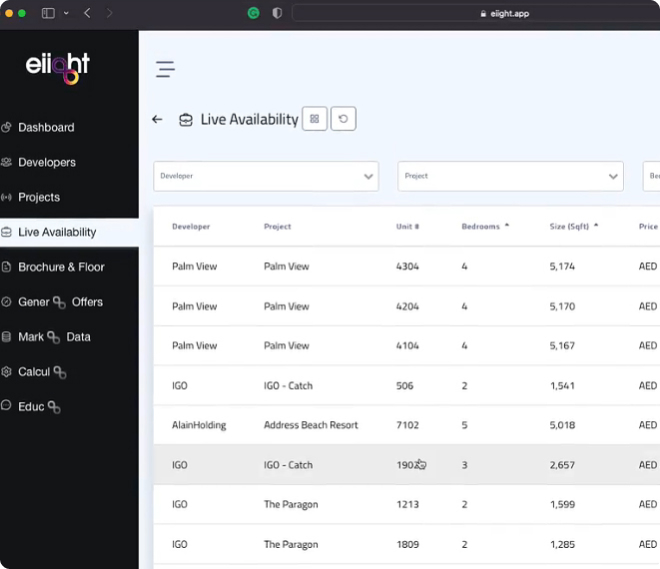 eiight.app
eiight
Dashboard
Developers
Projects
Live Availability
Brochure & Floor
Gener Offers
Mark Data
Calcul
Educ
Live Availability
Developer
Project
Be
Developer Project Unit # Bedrooms Size (Sqft) Price
Palm View Palm View 4304 4 5,174 AED
Palm View Palm View 4204 4 5,170 AED
Palm View Palm View 4104 4 5,167 AED
IGO IGO - Catch 506 2 1,541 AED
AlainHolding Address Beach Resort 7102 5 5,018 AED
IGO IGO - Catch 190 3 2,657 AED
IGO The Paragon 1213 2 1,599 AED
IGO The Paragon 1809 2 1,285 AED